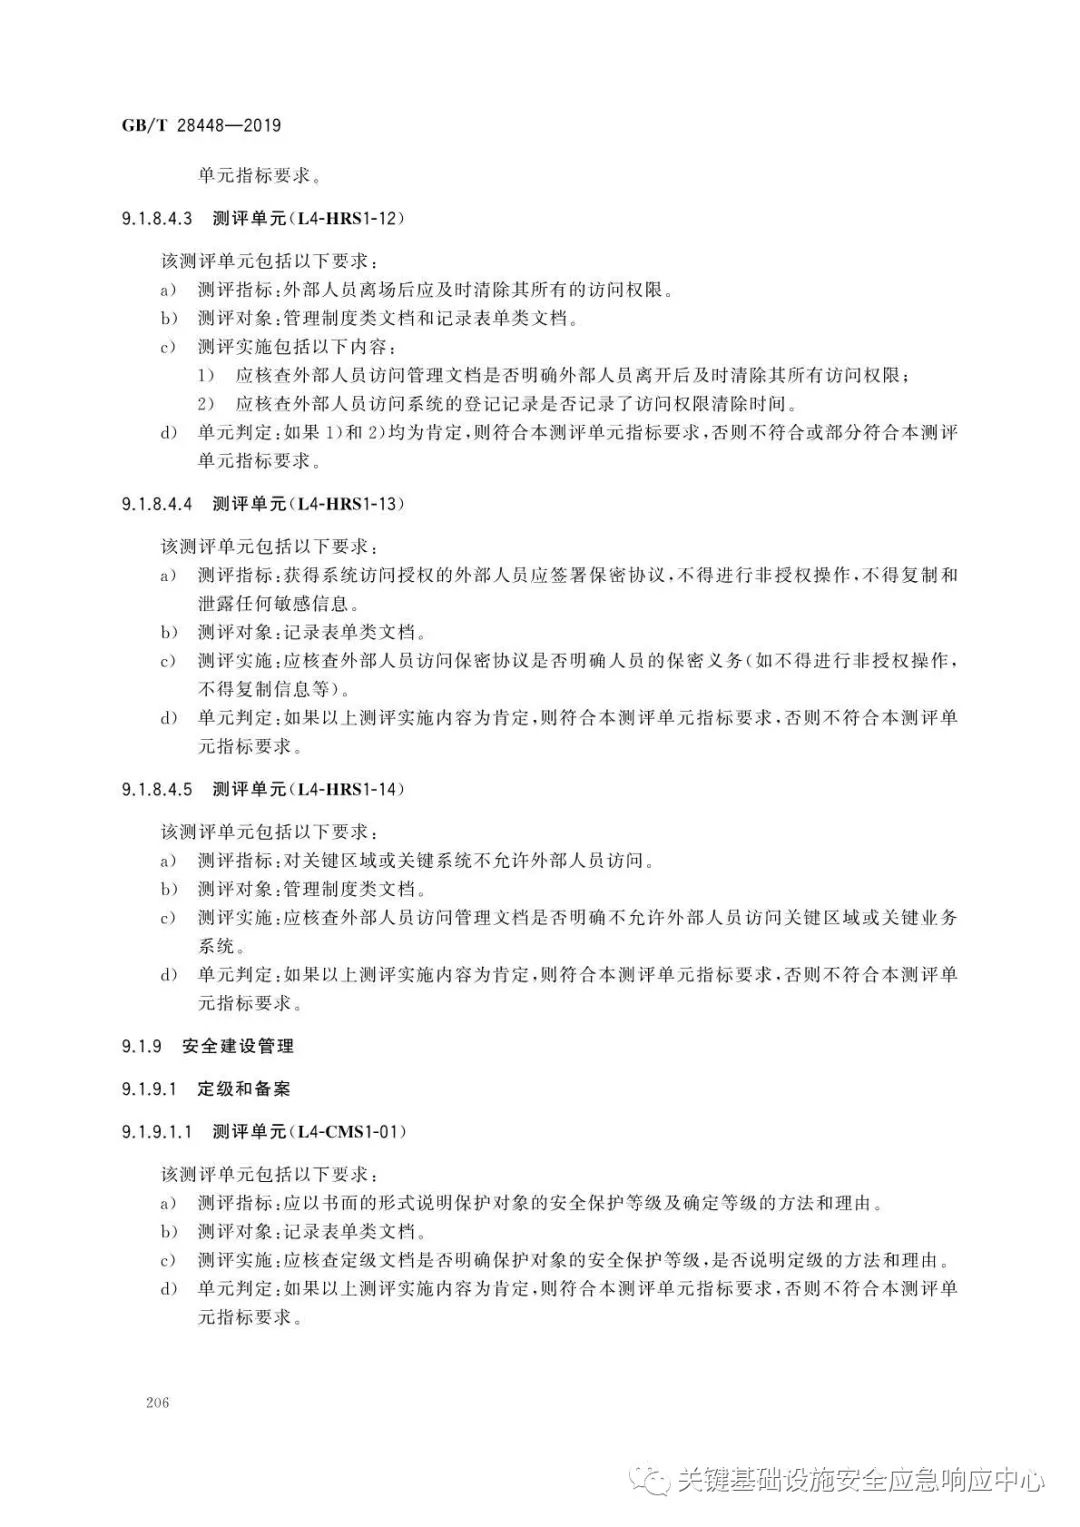 GB/T 28448—2019
单元指标要求。
9.1.8.4.3 测评单元(L4-HRS1-12)
该测评单元包括以下要求:
a) 测评指标:外部人员离场后应及时清除其所有的访问权限。
b) 测评对象:管理制度类文档和记录表单类文档。
c) 测评实施包括以下内容:
1) 应核查外部人员访问管理文档是否明确外部人员离开后及时清除其所有访问权限;
2) 应核查外部人员访问系统的登记记录是否记录了访问权限清除时间。
d) 单元判定:如果 1)和 2)均为肯定,则符合本测评单元指标要求,否则不符合或部分符合本测评
单元指标要求。
9.1.8.4.4 测评单元(L4-HRS1-13)
该测评单元包括以下要求:
a) 测评指标:获得系统访问授权的外部人员应签署保密协议,不得进行非授权操作,不得复制和
泄露任何敏感信息。
b) 测评对象:记录表单类文档。
c) 测评实施:应核查外部人员访问保密协议是否明确人员的保密义务(如不得进行非授权操作,
不得复制信息等)。
d) 单元判定:如果以上测评实施内容为肯定,则符合本测评单元指标要求,否则不符合本测评单
元指标要求。
9.1.8.4.5 测评单元(L4-HRS1-14)
该测评单元包括以下要求:
a) 测评指标:对关键区域或关键系统不允许外部人员访问。
b) 测评对象:管理制度类文档。
c) 测评实施:应核查外部人员访问管理文档是否明确不允许外部人员访问关键区域或关键业务
系统。
d) 单元判定:如果以上测评实施内容为肯定,则符合本测评单元指标要求,否则不符合本测评单
元指标要求。
9.1.9 安全建设管理
9.1.9.1 定级和备案
9.1.9.1.1 测评单元(L4-CMS1-01)
该测评单元包括以下要求:
a) 测评指标:应以书面的形式说明保护对象的安全保护等级及确定等级的方法和理由。
b) 测评对象:记录表单类文档。
c) 测评实施:应核查定级文档是否明确保护对象的安全保护等级,是否说明定级的方法和理由。
d) 单元判定:如果以上测评实施内容为肯定,则符合本测评单元指标要求,否则不符合本测评单
元指标要求。
206
关键基础设施安全应急响应中心